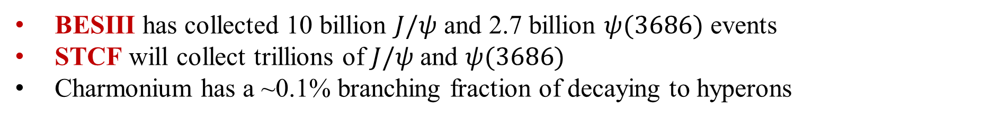 • BESIII has collected 10 billion J/ψ and 2.7 billion ψ(3686) events
• STCF will collect trillions of J/ψ and ψ(3686)
• Charmonium has a ~0.1% branching fraction of decaying to hyperons